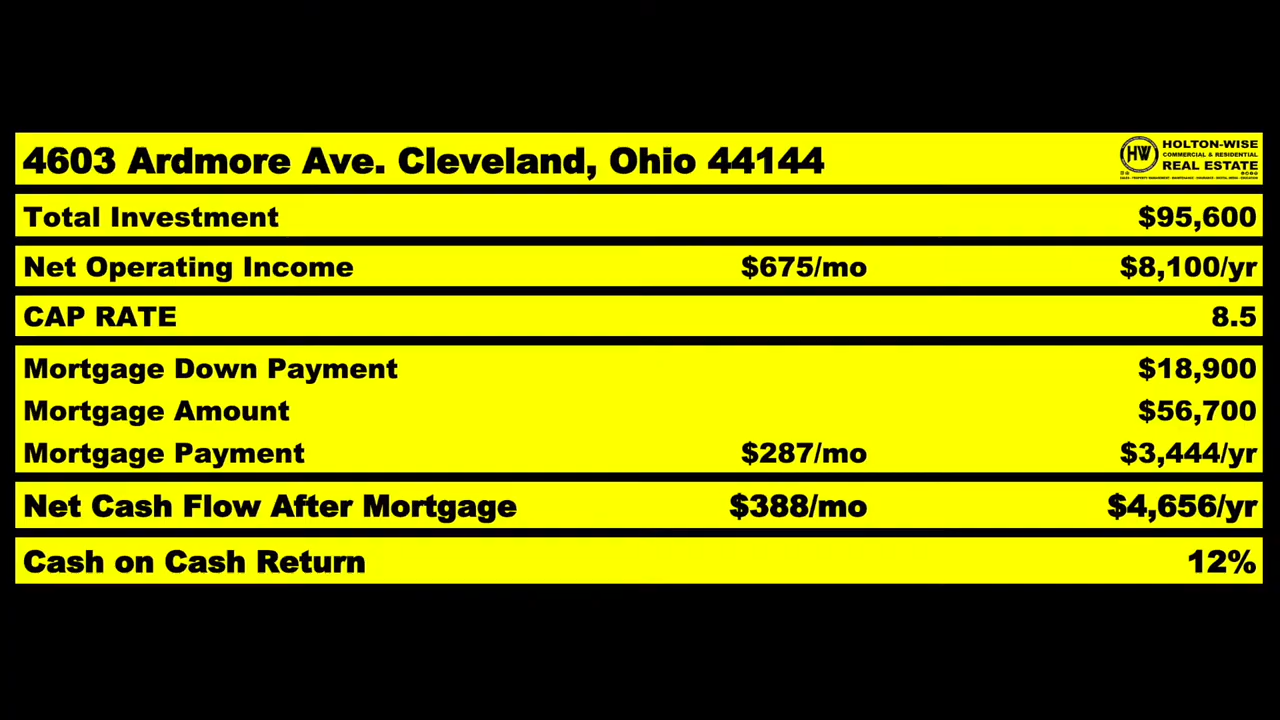 4603 Ardmore Ave. Cleveland, Ohio 44144
HW
HOLTON-WISE
COMMERCIAL & RESIDENTIAL
REAL ESTATE
Total Investment $95,600
Net Operating Income $675/mo $8,100/yr
CAP RATE 8.5
Mortgage Down Payment $18,900
Mortgage Amount $56,700
Mortgage Payment $287/mo $3,444/yr
Net Cash Flow After Mortgage $388/mo $4,656/yr
Cash on Cash Return 12%